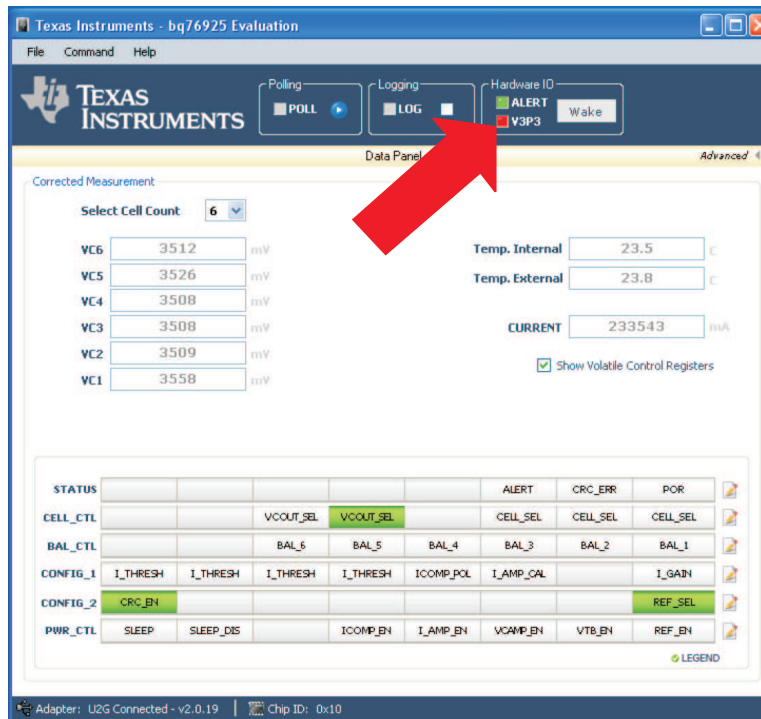 Texas Instruments - bq76925 Evaluation
File Command Help
TEXAS INSTRUMENTS
Polling
POLL
Logging
LOG
Hardware IO
ALERT
V3P3
Wake
Data Panel
Advanced
Corrected Measurement
Select Cell Count 6
VC6 3512 mV
VC5 3526 mV
VC4 3508 mV
VC3 3508 mV
VC2 3509 mV
VC1 3558 mV
Temp. Internal 23.5 C
Temp. External 23.8 C
CURRENT 233543 mA
Show Volatile Control Registers
STATUS ALERT CRC_ERR POR
CELL_CTL VCOUT_SEL VCOUT_SEL CELL_SEL CELL_SEL CELL_SEL
BAL_CTL BAL_6 BAL_5 BAL_4 BAL_3 BAL_2 BAL_1
CONFIG_1 I_THRESH I_THRESH I_THRESH I_THRESH ICOMP_POL I_AMP_CAL I_GAIN
CONFIG_2 CRC_EN REF_SEL
PWR_CTL SLEEP SLEEP_DIS ICOMP_EN I_AMP_EN VCAMP_EN VTB_EN REF_EN
LEGEND
Adapter: U2G Connected - v2.0.19 Chip ID: 0x10